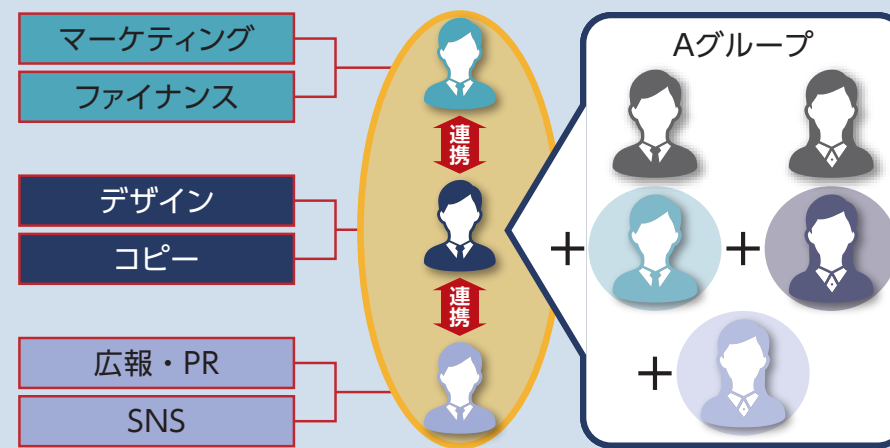 マーケティング
ファイナンス
デザイン
コピー
広報・PR
SNS
連携
連携
Aグループ
+
+
+